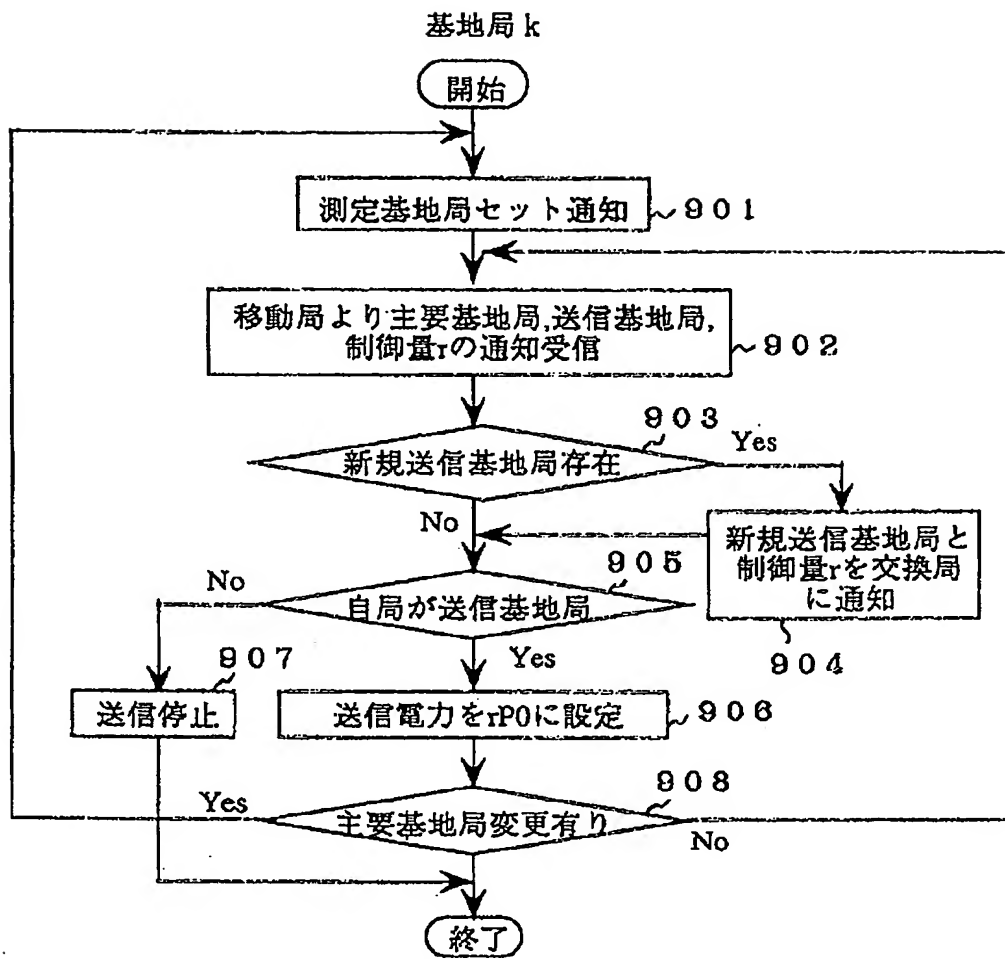 基地局k
開始
測定基地局セット通知
901
移動局より主要基地局,送信基地局,
制御量rの通知受信
902
903
新規送信基地局存在
Yes
No
新規送信基地局と
制御量rを交換局
に通知
904
905
No
自局が送信基地局
Yes
907
送信停止
送信電力をrP0に設定
906
908
Yes
主要基地局変更有り
No
終了